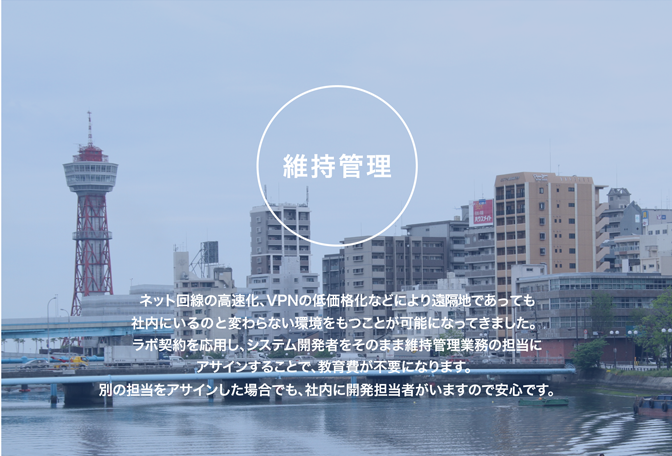 維持管理
ネット回線の高速化、VPNの低価格化などにより遠隔地であっても
社内にいるのと変わらない環境をもつことが可能になってきました。
ラボ契約を応用し、システム開発者をそのまま維持管理業務の担当に
アサインすることで、教育費が不要になります。
別の担当をアサインした場合でも、社内に開発担当者がいますので安心です。